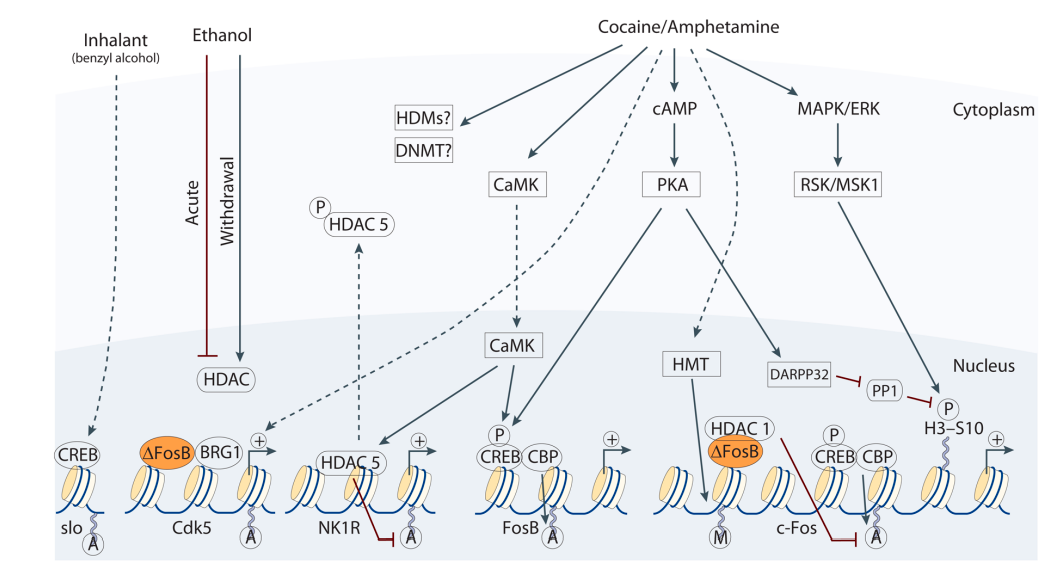 Cocaine/Amphetamine
Inhalant
(benzyl alcohol)
Ethanol
Cytoplasm
HDMs?
DNMT?
cAMP
MAPK/ERK
CaMK
PKA
RSK/MSK1
Acute
Withdrawal
P
HDAC 5
CaMK
HDAC
HMT
DARPP32
PP1
Nucleus
P
H3–S10
CREB
ΔFosB
BRG1
+
HDAC 5
+
P
CREB
CBP
+
HDAC 1
ΔFosB
P
CREB
CBP
+
slo
A
Cdk5
A
NK1R
A
FosB
A
M
c-Fos
A